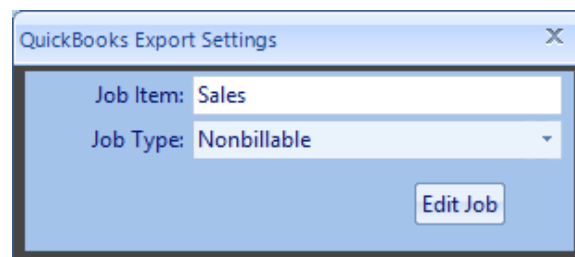 QuickBooks Export Settings
Job Item: Sales
Job Type: Nonbillable
Edit Job